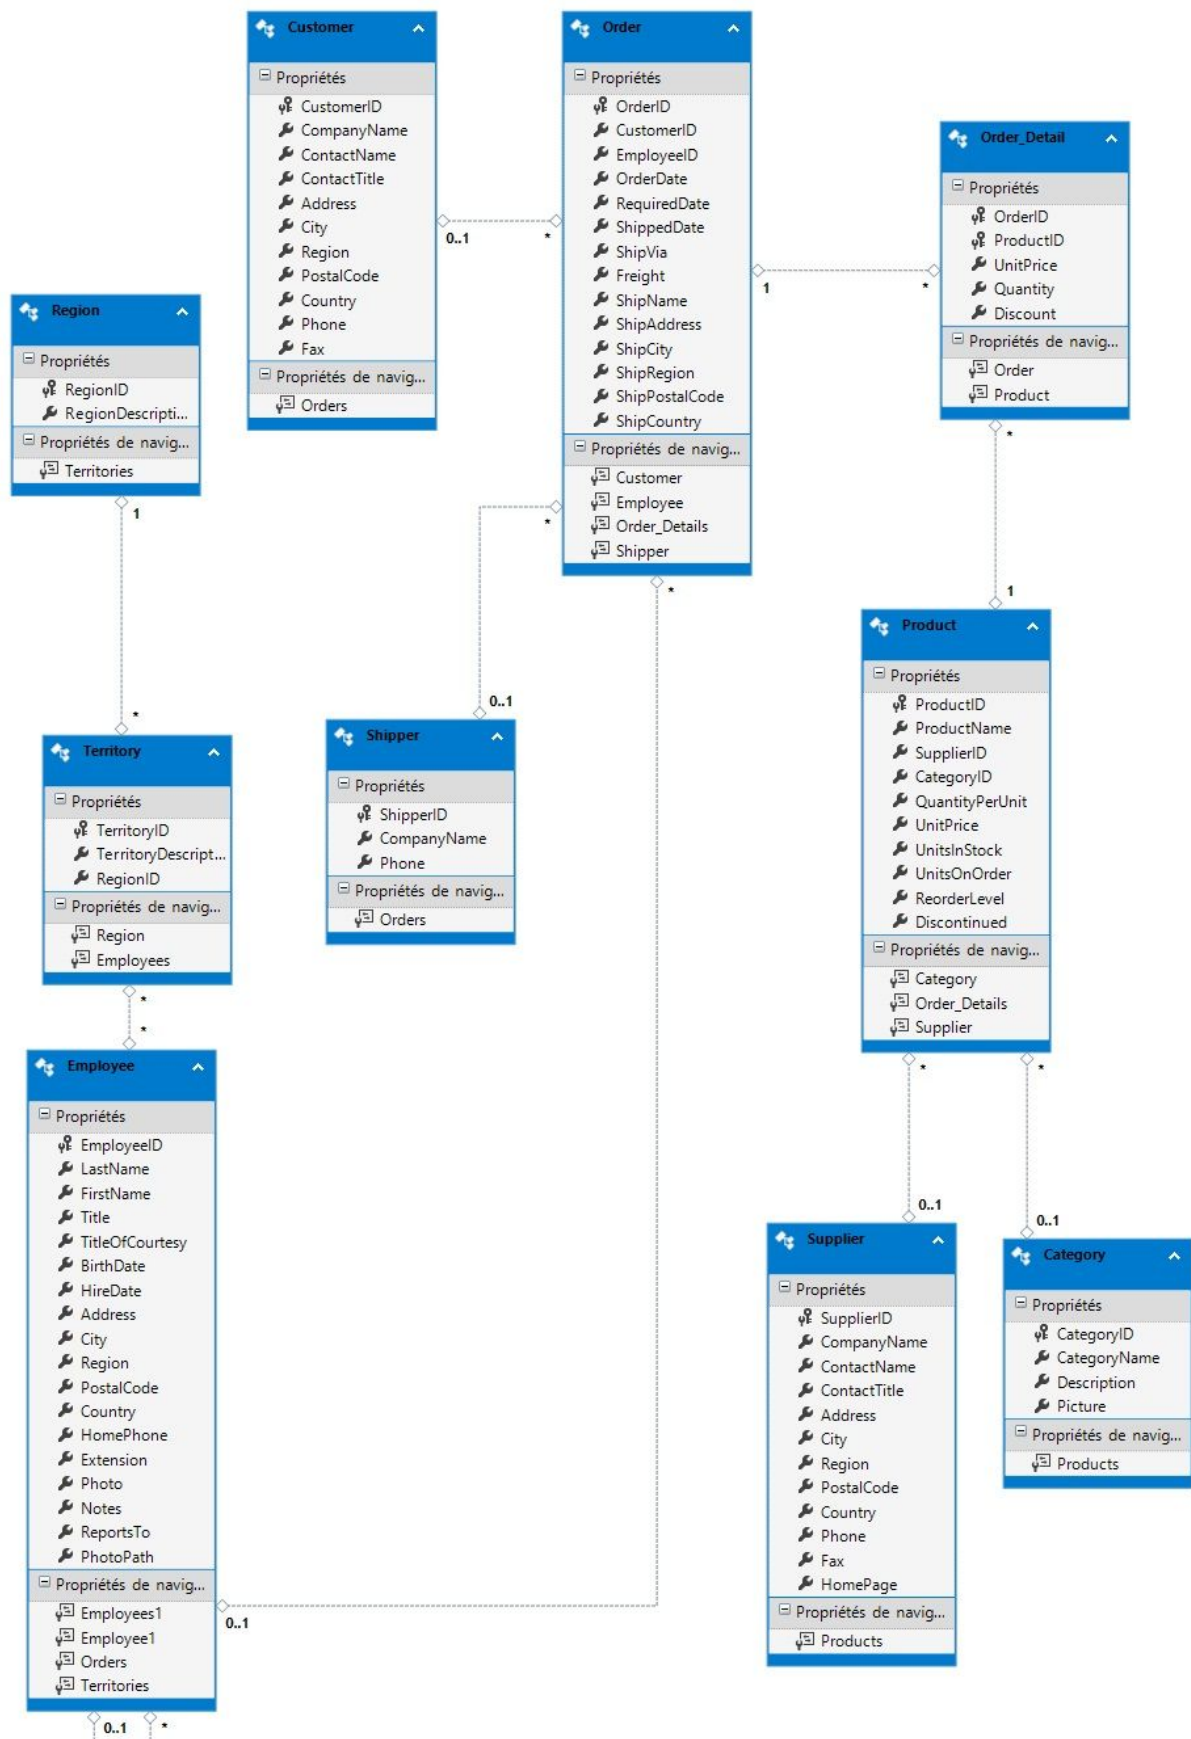 Customer
Propriétés
CustomerID
CompanyName
ContactName
ContactTitle
Address
City
Region
PostalCode
Country
Phone
Fax
Propriétés de navig...
Orders
0..1
*
Order
Propriétés
OrderID
CustomerID
EmployeeID
OrderDate
RequiredDate
ShippedDate
ShipVia
Freight
ShipName
ShipAddress
ShipCity
ShipRegion
ShipPostalCode
ShipCountry
Propriétés de navig...
Customer
Employee
Order_Details
Shipper
1
*
*
*
Order_Detail
Propriétés
OrderID
ProductID
UnitPrice
Quantity
Discount
Propriétés de navig...
Order
Product
*
1
Region
Propriétés
RegionID
RegionDescripti...
Propriétés de navig...
Territories
1
*
Territory
Propriétés
TerritoryID
TerritoryDescript...
RegionID
Propriétés de navig...
Region
Employees
*
*
0..1
Shipper
Propriétés
ShipperID
CompanyName
Phone
Propriétés de navig...
Orders
Product
Propriétés
ProductID
ProductName
SupplierID
CategoryID
QuantityPerUnit
UnitPrice
UnitsInStock
UnitsOnOrder
ReorderLevel
Discontinued
Propriétés de navig...
Category
Order_Details
Supplier
*
*
0..1
0..1
Employee
Propriétés
EmployeeID
LastName
FirstName
Title
TitleOfCourtesy
BirthDate
HireDate
Address
City
Region
PostalCode
Country
HomePhone
Extension
Photo
Notes
ReportsTo
PhotoPath
Propriétés de navig...
Employees1
Employee1
Orders
Territories
0..1
0..1
*
Supplier
Propriétés
SupplierID
CompanyName
ContactName
ContactTitle
Address
City
Region
PostalCode
Country
Phone
Fax
HomePage
Propriétés de navig...
Products
Category
Propriétés
CategoryID
CategoryName
Description
Picture
Propriétés de navig...
Products